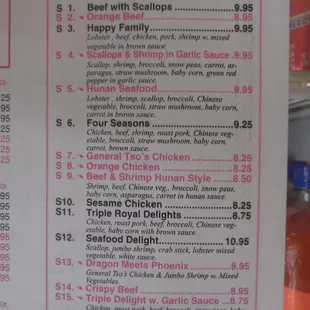 S 1. Beef with Scallops 9.95
S 2. Orange Beef 8.95
S 3. Happy Family 9.95
Lobster, beef, chicken, pork, shrimp w. mixed
vegetable in brown sauce
S 4. Scallops & Shrimp in Garlic Sauce 9.95
Scallop, shrimp, broccoli, snow peas, carrot, as-
paragus, straw mushroom, baby corn, green red
pepper in garlic sauce.
S 5. Hunan Seafood 9.95
Lobster, shrimp, scallop, broccoli, Chinese
vegetable, broccoli, straw mushroom, baby corn,
carrot in brown sauce.
S 6. Four Seasons 9.25
Chicken, beef, shrimp, roast pork, Chinese veg-
etable, broccoli, straw mushroom, baby corn,
carrot, brown sauce.
S 7. General Tso's Chicken 8.25
S 8. Orange Chicken 8.25
S 9. Beef & Shrimp Hunan Style 8.50
Shrimp, beef, Chinese veg., broccoli, snow peas,
baby corn, asparagus, carrot in hunan sauce.
S10. Sesame Chicken 8.25
S11. Triple Royal Delights 8.75
Chicken, roast pork, beef, broccoli, Chinese vege-
table, baby corn with brown sauce.
S12. Seafood Delight 10.95
Scallop, jumbo shrimp, crab stick, lobster mixed
vegetable, white sauce.
S13. Dragon Meets Phoenix 8.95
General Tso's Chicken & Jumbo Shrimp w. Mixed
Vegetables.
S14. Crispy Beef 8.95
S15. Triple Delight w. Garlic Sauce 8.75